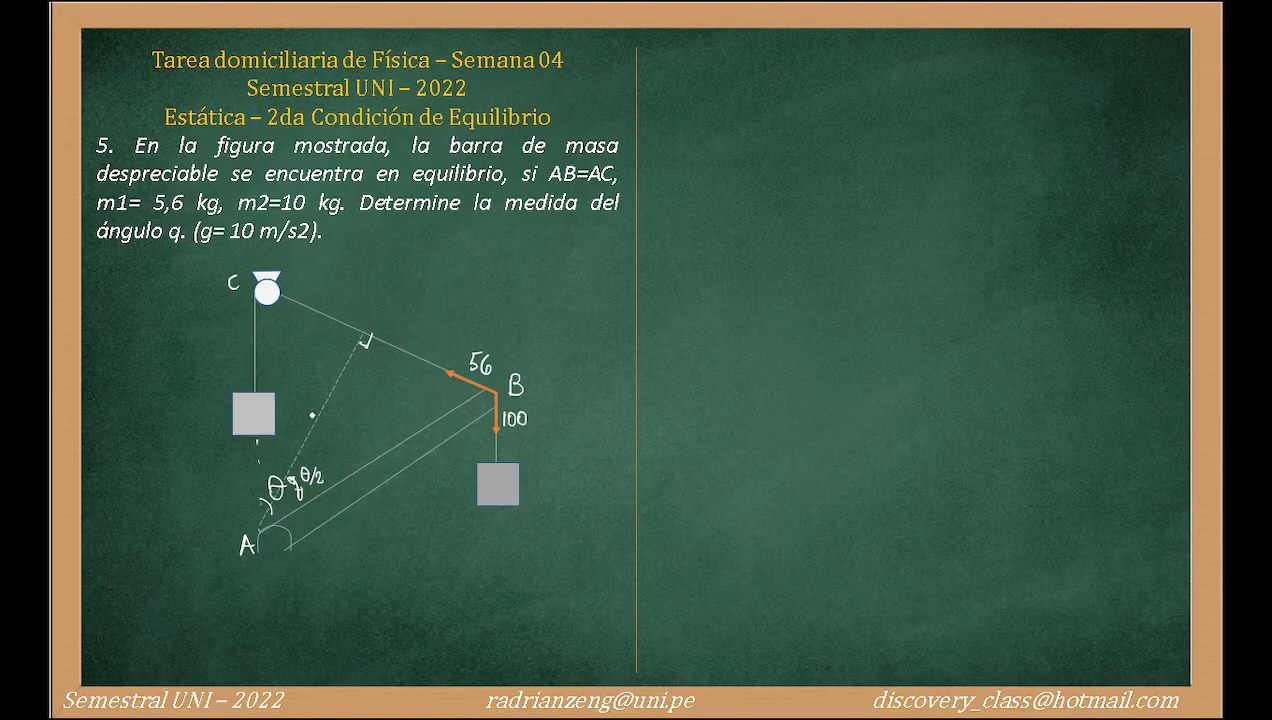 Tarea domiciliaria de Física – Semana 04
Semestral UNI – 2022
Estática – 2da Condición de Equilibrio
5. En la figura mostrada, la barra de masa
despreciable se encuentra en equilibrio, si AB=AC,
m1= 5,6 kg, m2=10 kg. Determine la medida del
ángulo q. (g= 10 m/s2).
C
56
B
100
θ
θ/2
A
Semestral UNI – 2022
radrianzeng@uni.pe
discovery_class@hotmail.com